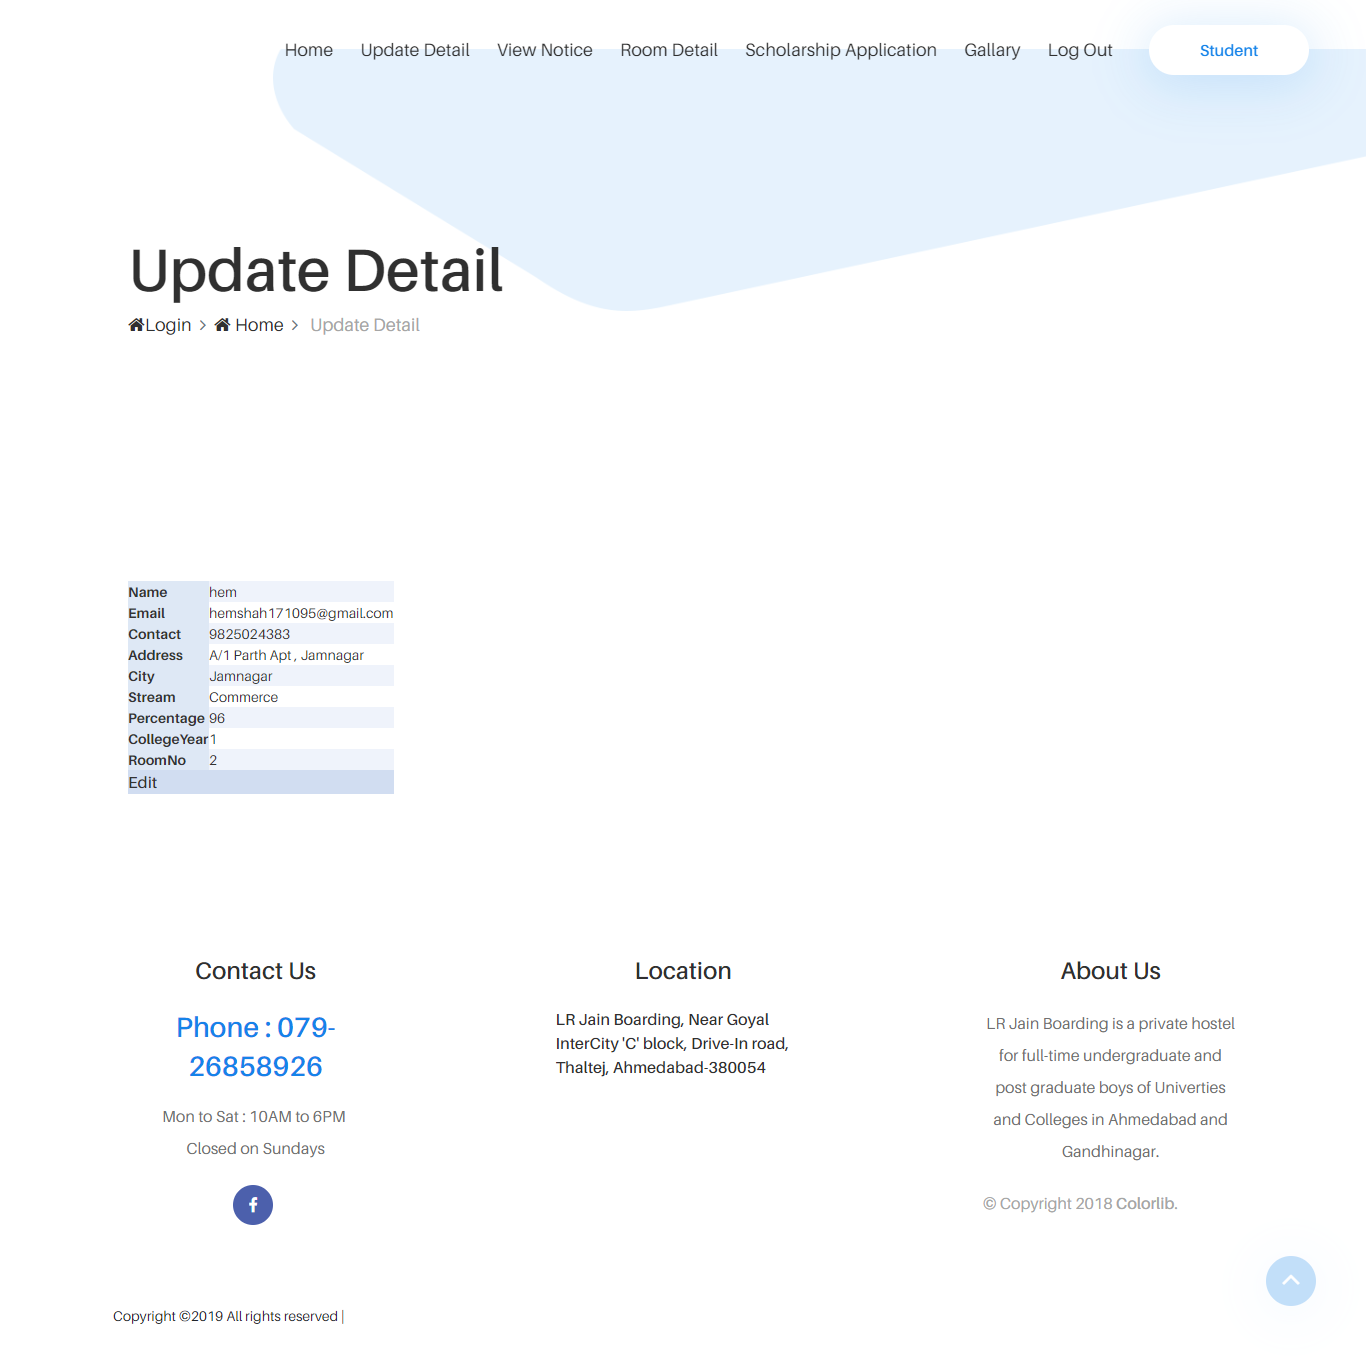 Home Update Detail View Notice Room Detail Scholarship Application Gallary Log Out Student
Update Detail
Login > Home > Update Detail
Name hem
Email hemshah171095@gmail.com
Contact 9825024383
Address A/1 Parth Apt , Jamnagar
City Jamnagar
Stream Commerce
Percentage 96
CollegeYear 1
RoomNo 2
Edit
Contact Us
Phone : 079-
26858926
Mon to Sat : 10AM to 6PM
Closed on Sundays
Location
LR Jain Boarding, Near Goyal
InterCity 'C' block, Drive-In road,
Thaltej, Ahmedabad-380054
About Us
LR Jain Boarding is a private hostel
for full-time undergraduate and
post graduate boys of Univerties
and Colleges in Ahmedabad and
Gandhinagar.
© Copyright 2018 Colorlib.
Copyright ©2019 All rights reserved |